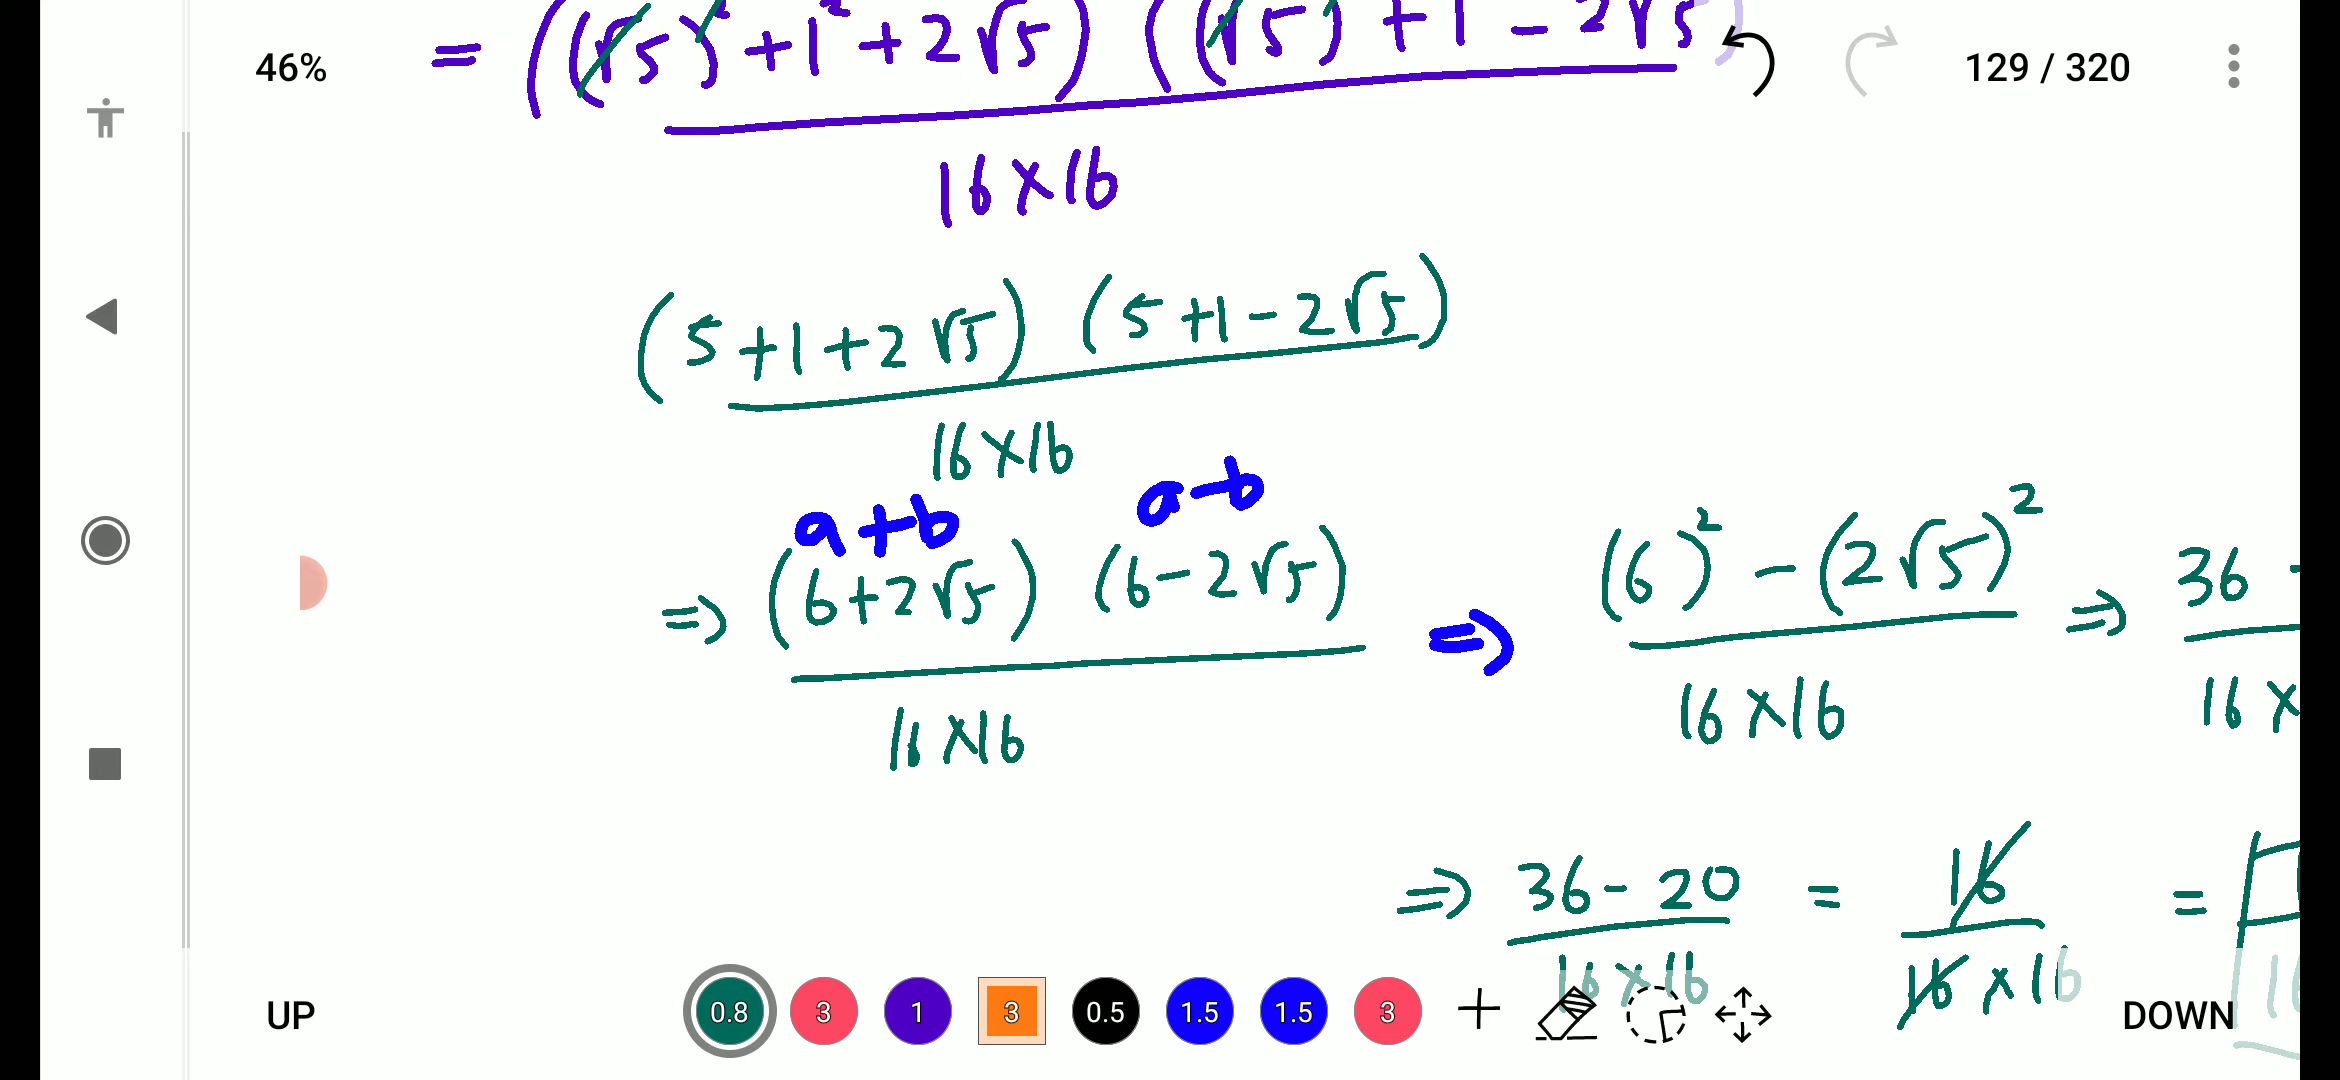 46%
129 / 320
= ((√5)² + 1² + 2√5) ((√5) + 1 - 2√5)
16 × 16
(5 + 1 + 2√5) (5 + 1 - 2√5)
16 × 16
a + b a - b
⇒ (6 + 2√5) (6 - 2√5) ⇒ (6)² - (2√5)² ⇒ 36 -
16 × 16 16 × 16 16 ×
⇒ 36 - 20 = 16 =
16 × 16 16 × 16 16
UP 0.8 3 1 3 0.5 1.5 1.5 3 + DOWN